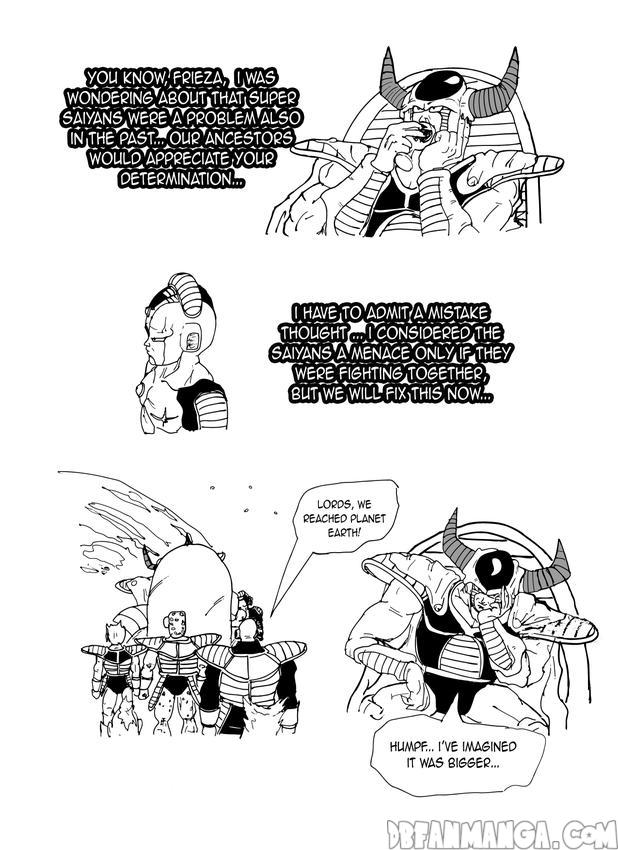 YOU KNOW, FRIEZA, I WAS
WONDERING ABOUT THAT SUPER
SAIYANS WERE A PROBLEM ALSO
IN THE PAST... OUR ANCESTORS
WOULD APPRECIATE YOUR
DETERMINATION...
I HAVE TO ADMIT A MISTAKE
THOUGHT ... I CONSIDERED THE
SAIYANS A MENACE ONLY IF THEY
WERE FIGHTING TOGETHER,
BUT WE WILL FIX THIS NOW...
LORDS, WE
REACHED PLANET
EARTH!
HUMPF... I'VE IMAGINED
IT WAS BIGGER...
DBFANMANGA.COM